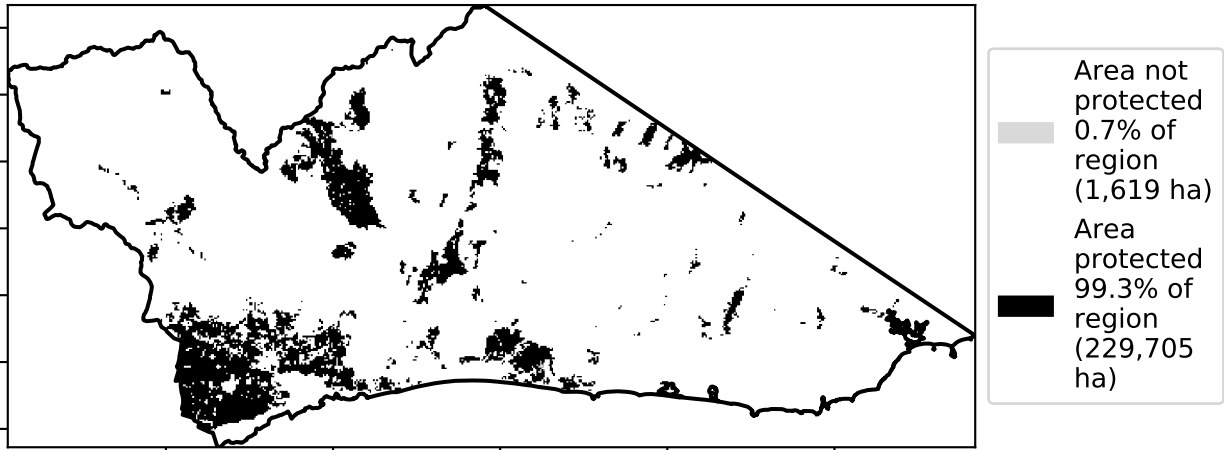 Area not
protected
0.7% of
region
(1,619 ha)
Area
protected
99.3% of
region
(229,705
ha)